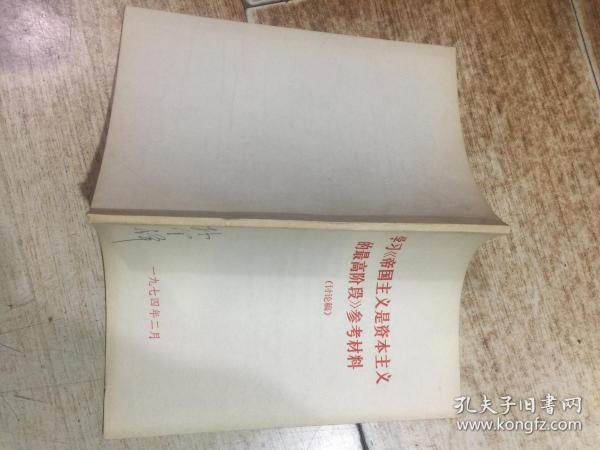 学习《帝国主义是资本主义
的最高阶段》参考材料
(讨论稿)
一九七四年二月
孔夫子旧书网
www.kongfz.com